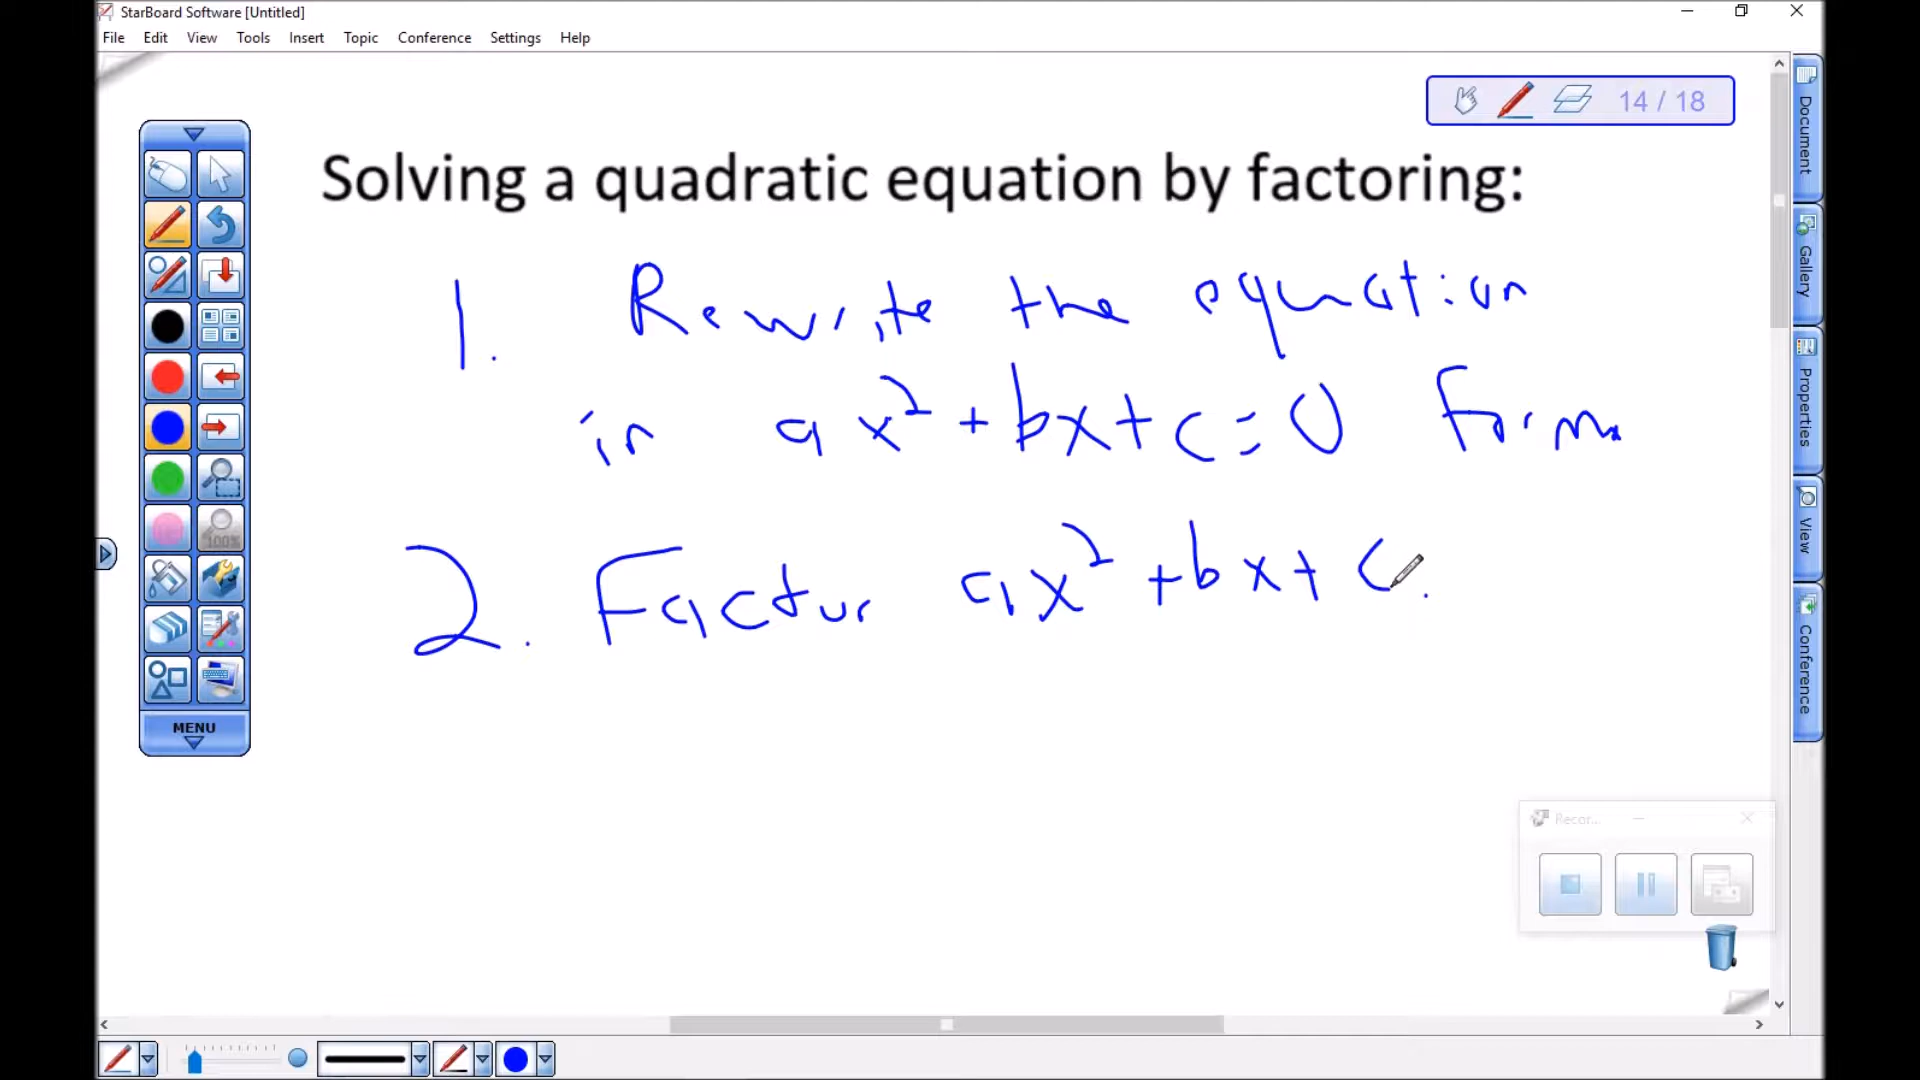 StarBoard Software [Untitled]
File Edit View Tools Insert Topic Conference Settings Help
14 / 18
Solving a quadratic equation by factoring:
1. Rewrite the equation
in ax² + bx + c = 0 form
2. Factor ax² + bx + c.
100%
MENU
Document
Gallery
Properties
View
Conference
Recor...